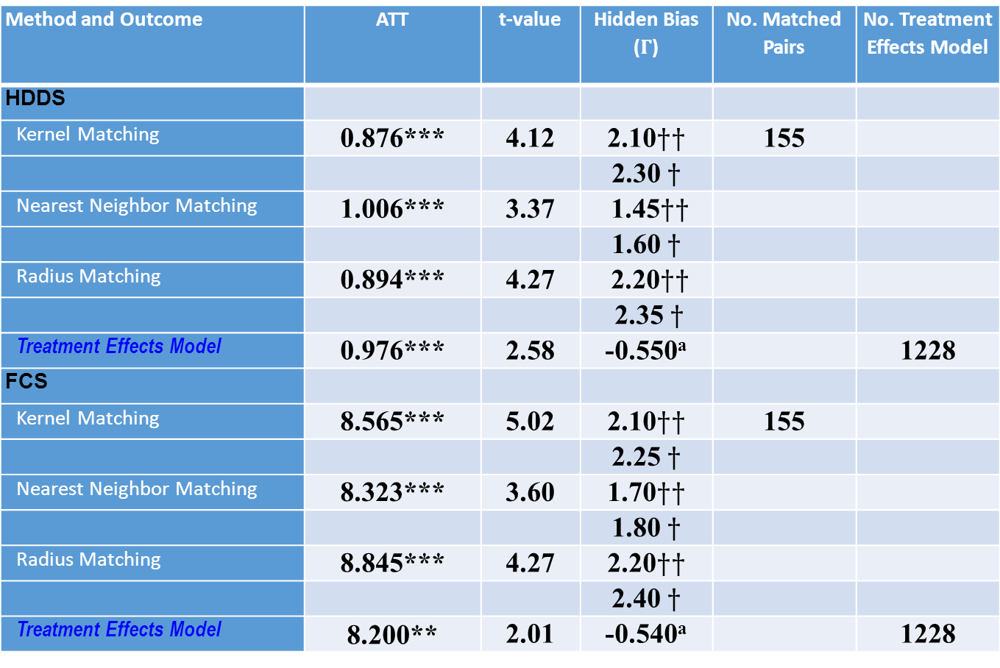 Method and Outcome ATT t-value Hidden Bias (Γ) No. Matched Pairs No. Treatment Effects Model
HDDS
Kernel Matching 0.876*** 4.12 2.10†† 155
2.30 †
Nearest Neighbor Matching 1.006*** 3.37 1.45††
1.60 †
Radius Matching 0.894*** 4.27 2.20††
2.35 †
Treatment Effects Model 0.976*** 2.58 -0.550ᵃ 1228
FCS
Kernel Matching 8.565*** 5.02 2.10†† 155
2.25 †
Nearest Neighbor Matching 8.323*** 3.60 1.70††
1.80 †
Radius Matching 8.845*** 4.27 2.20††
2.40 †
Treatment Effects Model 8.200** 2.01 -0.540ᵃ 1228